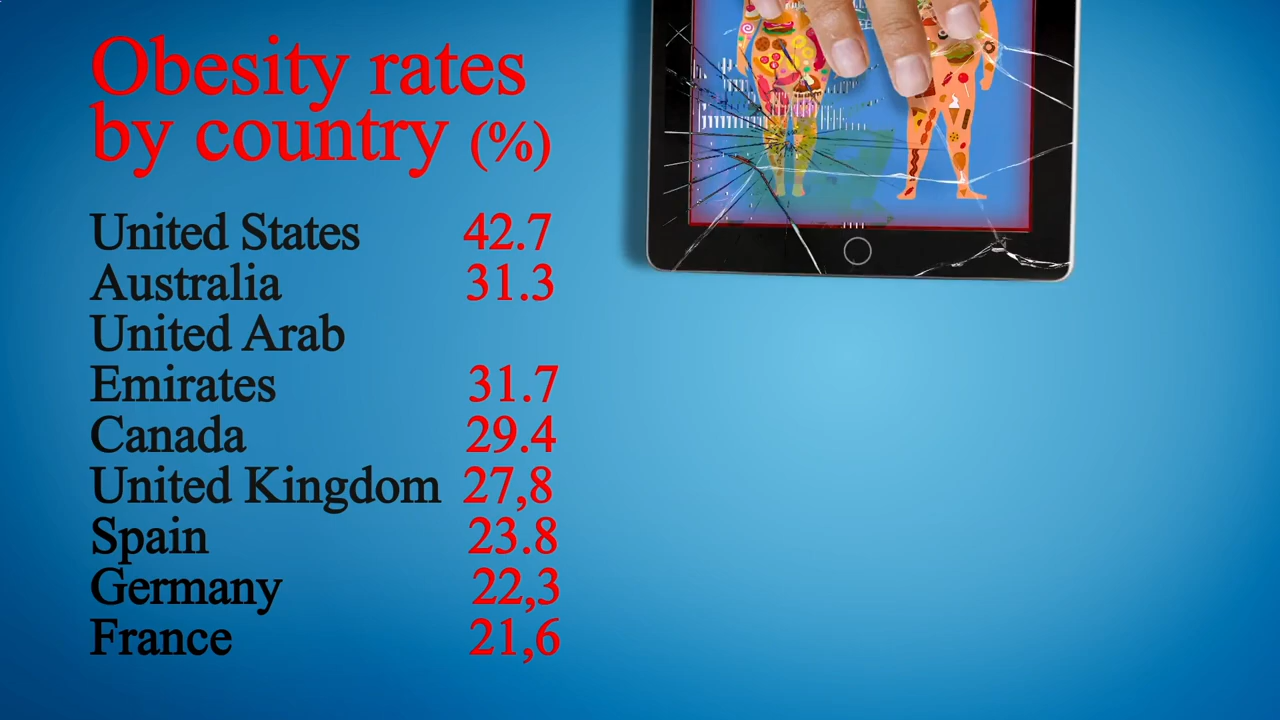 Obesity rates
by country (%)
United States 42.7
Australia 31.3
United Arab
Emirates 31.7
Canada 29.4
United Kingdom 27,8
Spain 23.8
Germany 22,3
France 21,6